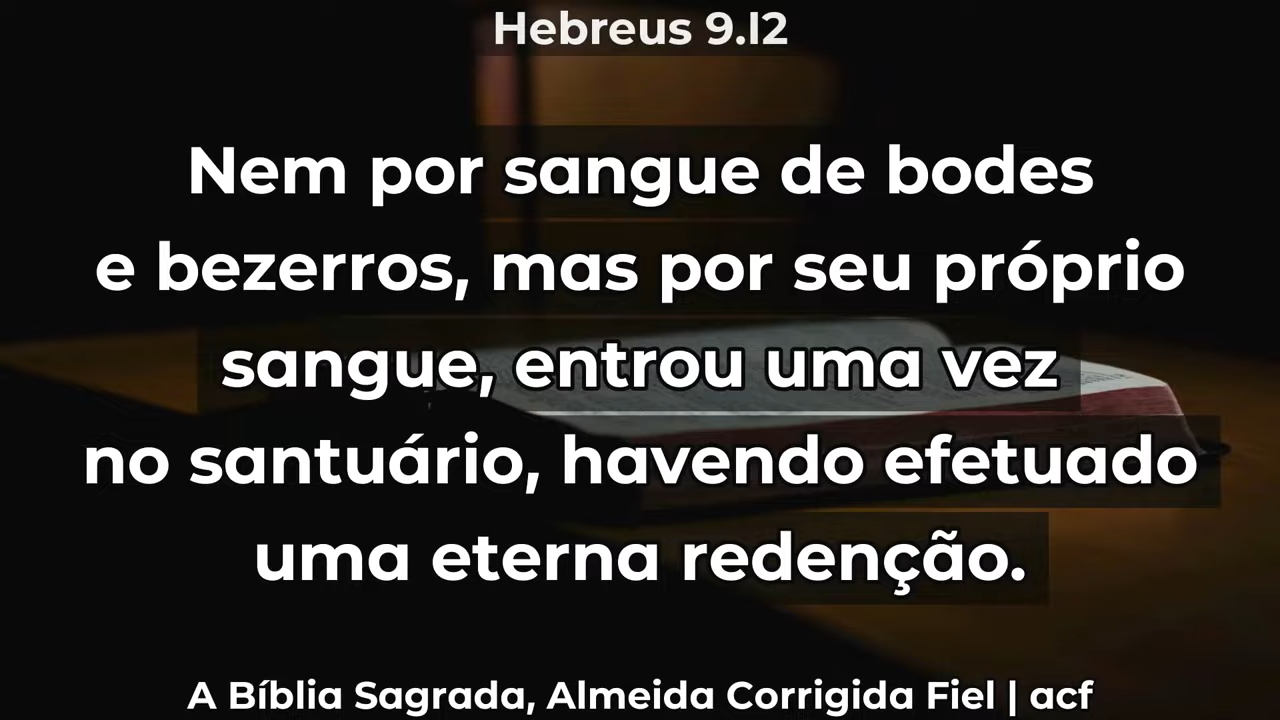 Hebreus 9.12
Nem por sangue de bodes
e bezerros, mas por seu próprio
sangue, entrou uma vez
no santuário, havendo efetuado
uma eterna redenção.
A Bíblia Sagrada, Almeida Corrigida Fiel | acf